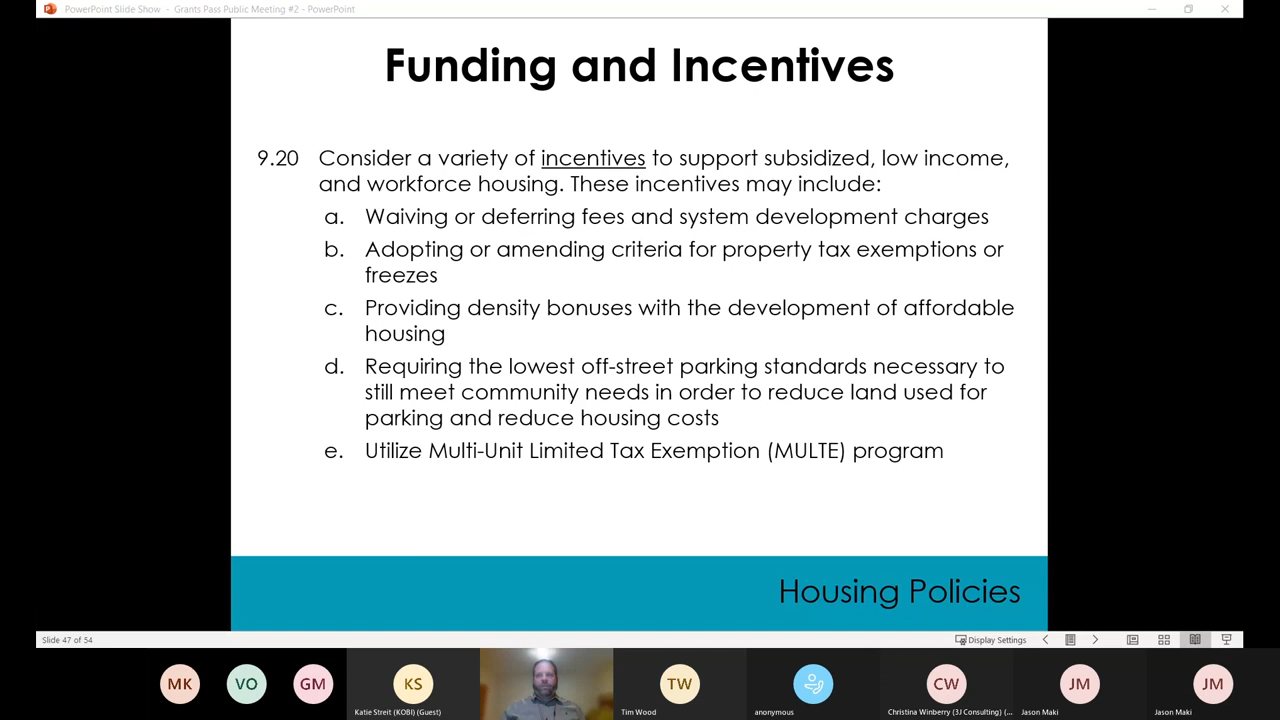 PowerPoint Slide Show - Grants Pass Public Meeting #2 - PowerPoint
Funding and Incentives
9.20 Consider a variety of incentives to support subsidized, low income,
and workforce housing. These incentives may include:
a. Waiving or deferring fees and system development charges
b. Adopting or amending criteria for property tax exemptions or
freezes
c. Providing density bonuses with the development of affordable
housing
d. Requiring the lowest off-street parking standards necessary to
still meet community needs in order to reduce land used for
parking and reduce housing costs
e. Utilize Multi-Unit Limited Tax Exemption (MULTE) program
Housing Policies
Slide 47 of 54
Display Settings
MK
VO
GM
KS
TW
CW
JM
JM
Katie Streit (KOBI) (Guest)
Tim Wood
anonymous
Christina Winberry (3J Consulting) (...
Jason Maki
Jason Maki